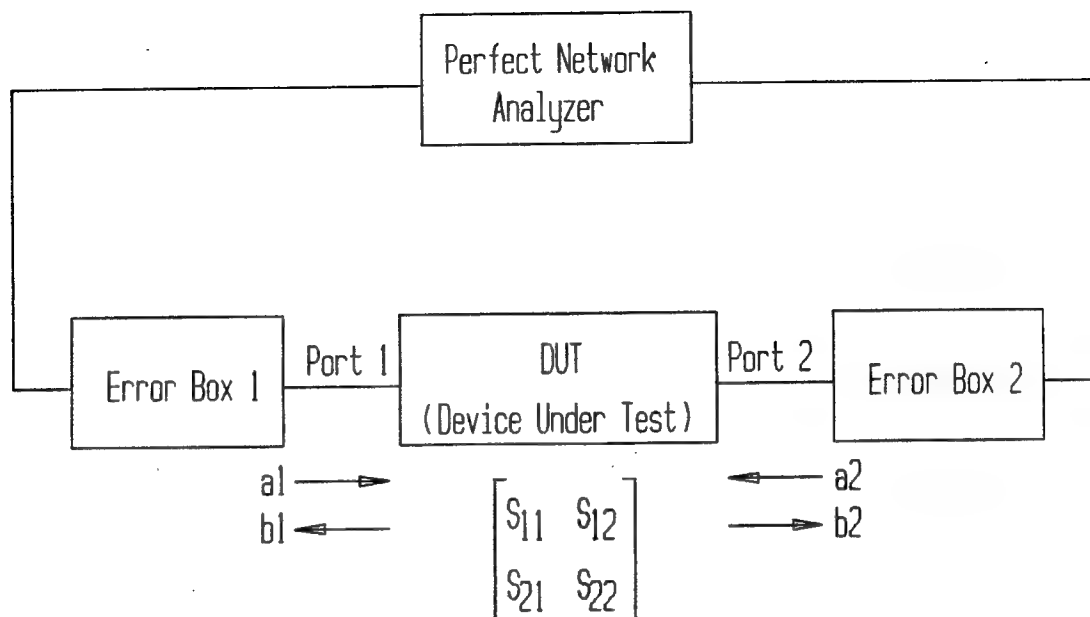 Perfect Network
Analyzer
Error Box 1
Port 1
DUT
(Device Under Test)
Port 2
Error Box 2
a1
b1
a2
b2
S11 S12
S21 S22